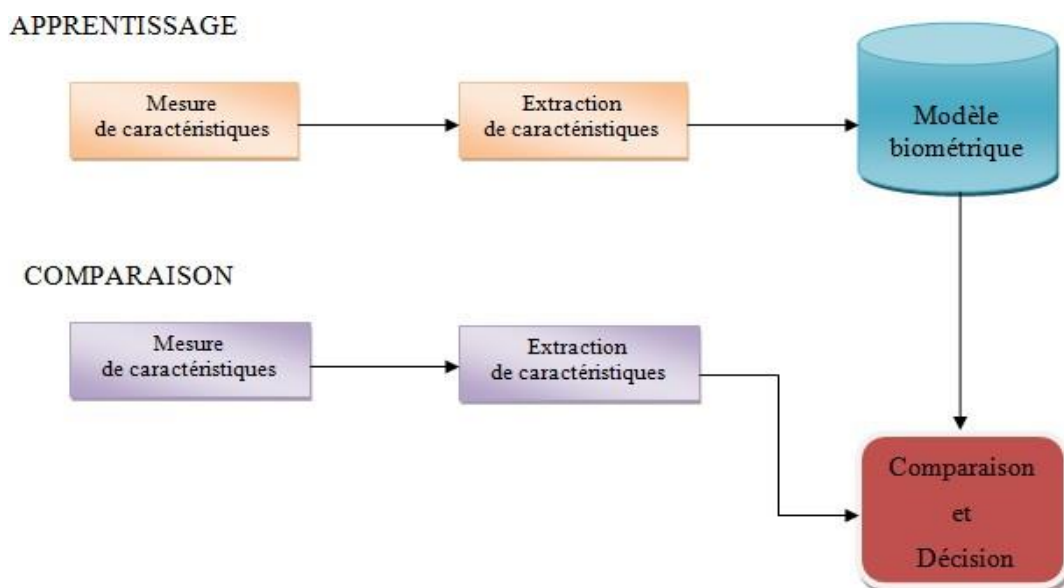 APPRENTISSAGE
Mesure
de caractéristiques
Extraction
de caractéristiques
Modèle
biométrique
COMPARAISON
Mesure
de caractéristiques
Extraction
de caractéristiques
Comparaison
et
Décision